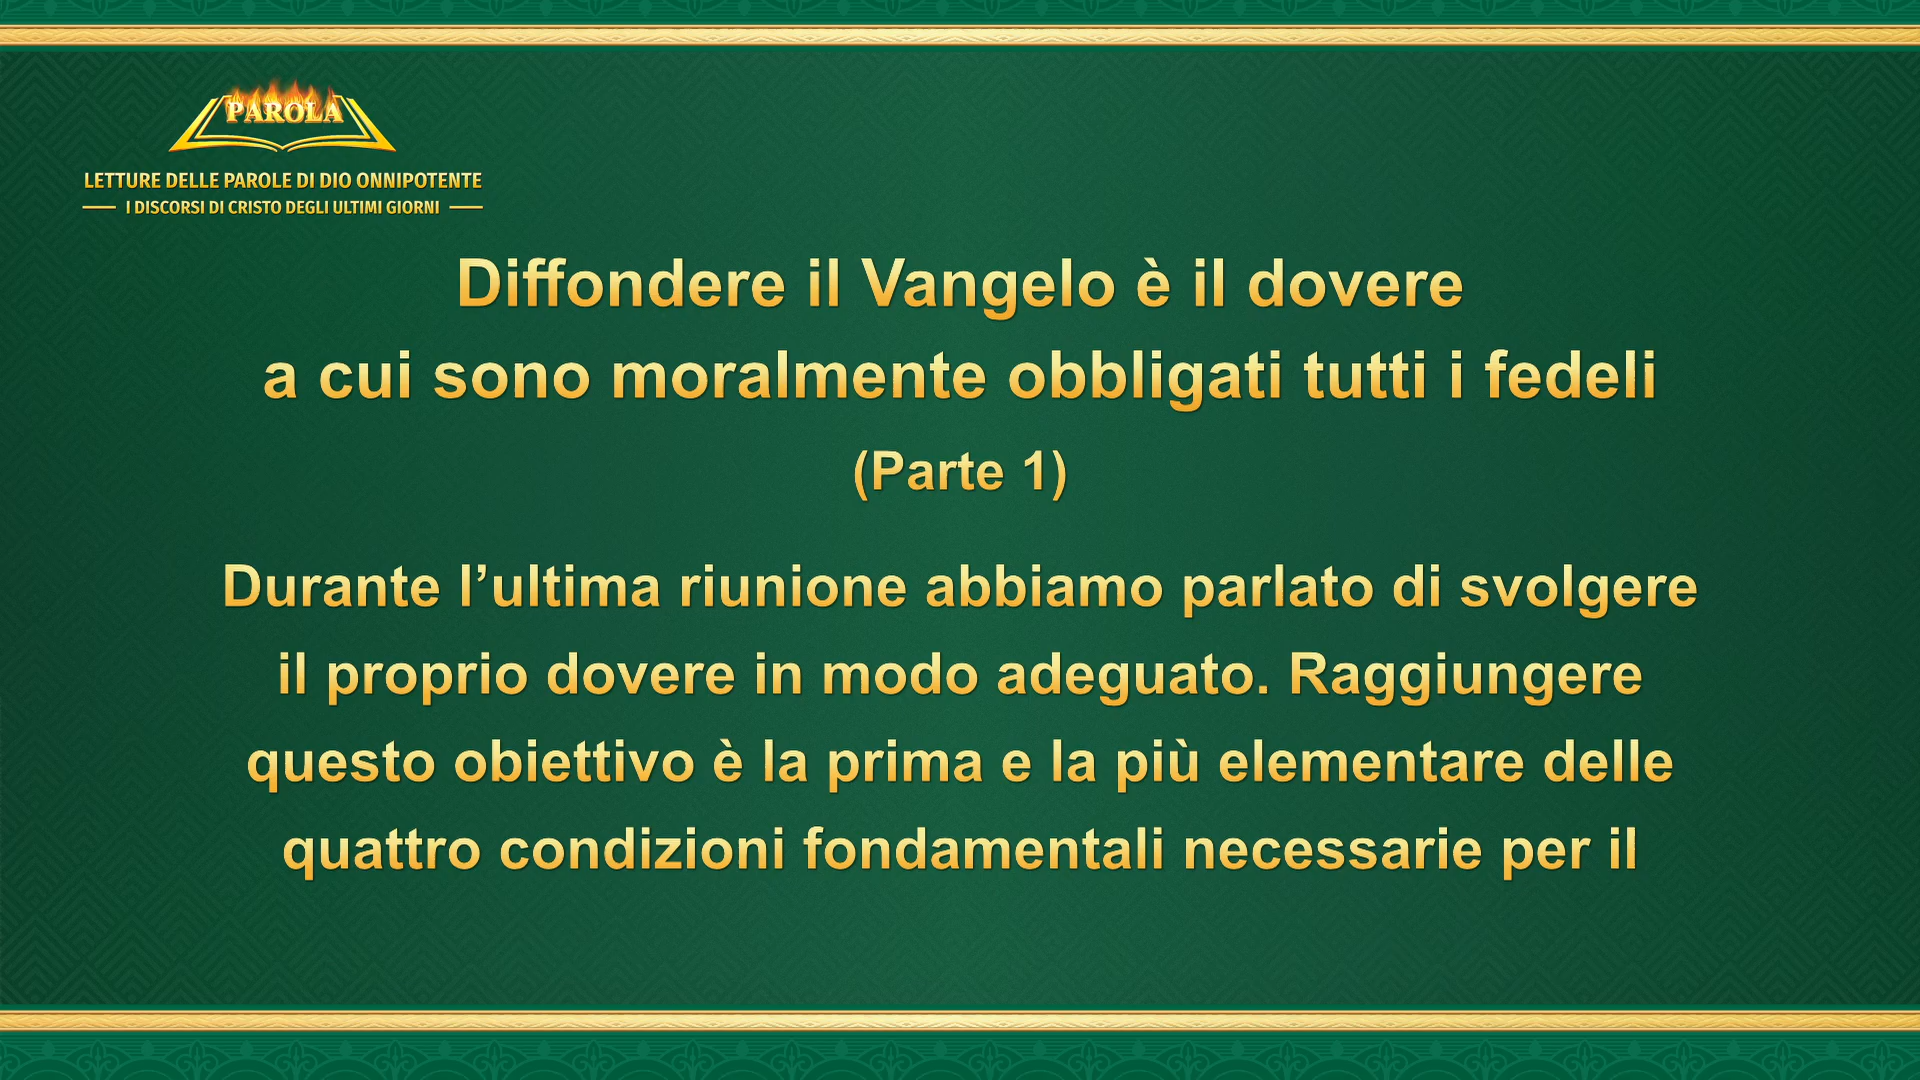 PAROLA
LETTURE DELLE PAROLE DI DIO ONNIPOTENTE
I DISCORSI DI CRISTO DEGLI ULTIMI GIORNI
Diffondere il Vangelo è il dovere
a cui sono moralmente obbligati tutti i fedeli
(Parte 1)
Durante l’ultima riunione abbiamo parlato di svolgere
il proprio dovere in modo adeguato. Raggiungere
questo obiettivo è la prima e la più elementare delle
quattro condizioni fondamentali necessarie per il